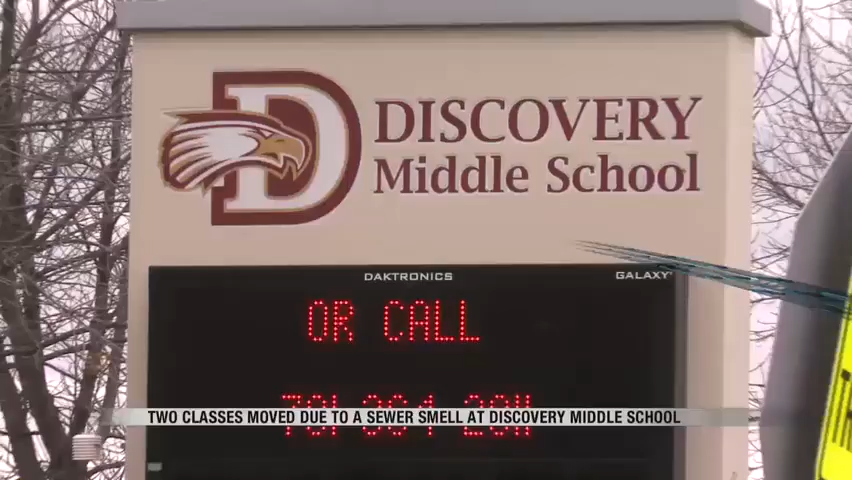 D
DISCOVERY
Middle School
DAKTRONICS
GALAXY
OR CALL
TWO CLASSES MOVED DUE TO A SEWER SMELL AT DISCOVERY MIDDLE SCHOOL